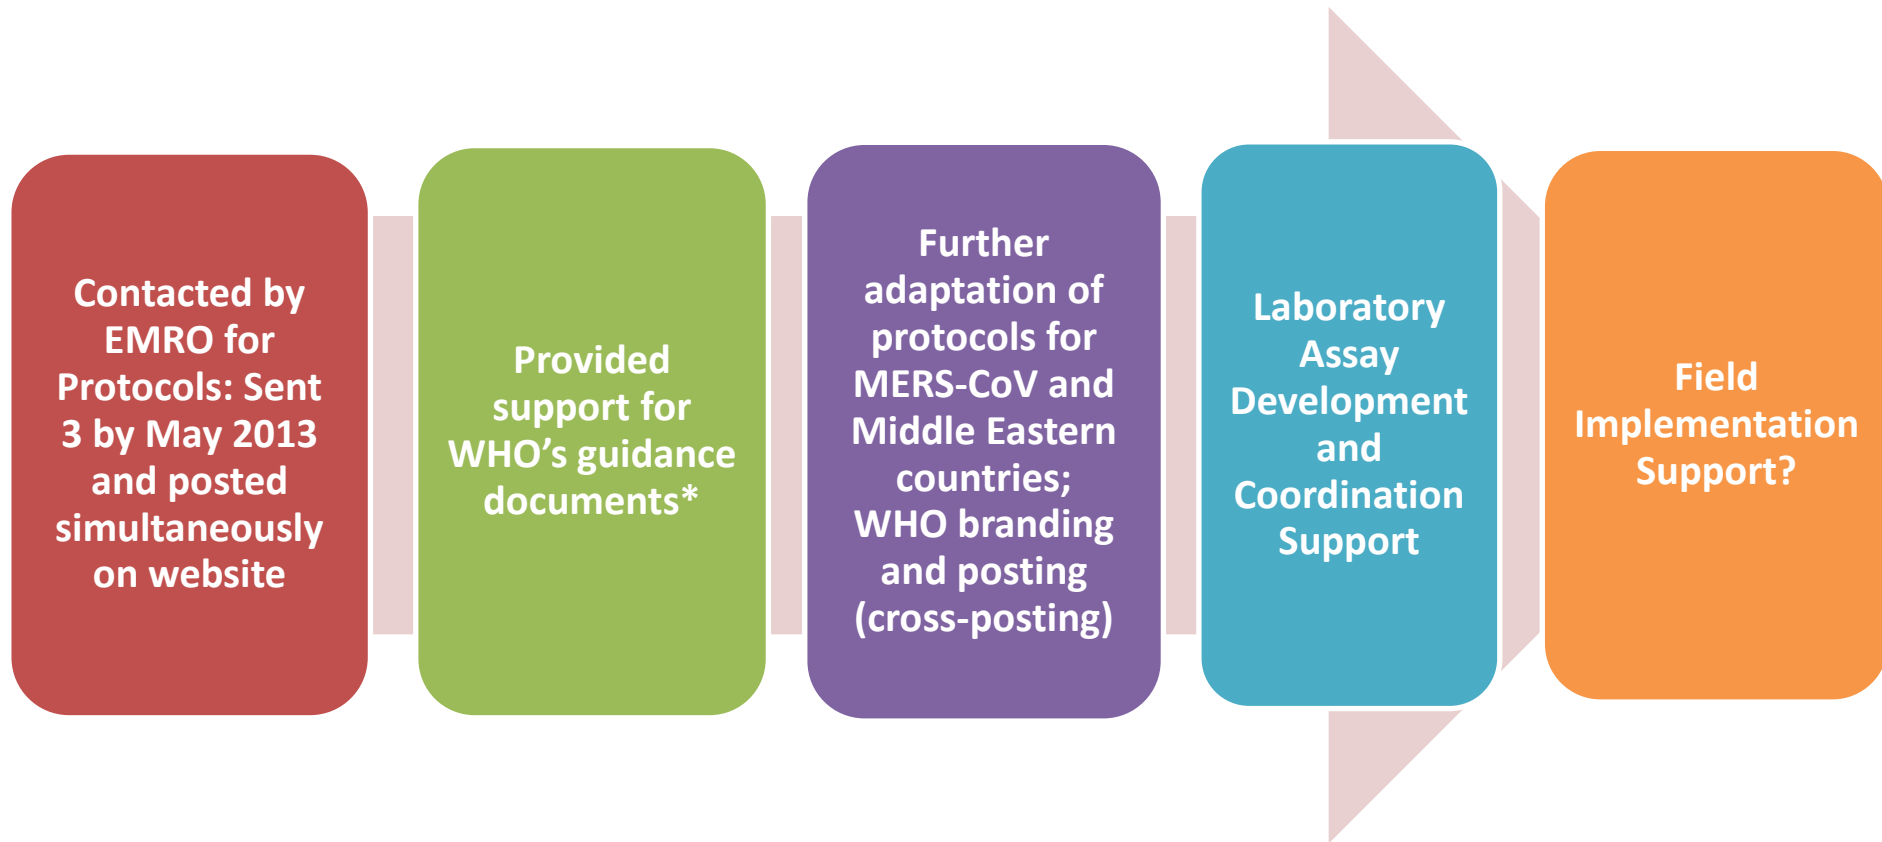 Contacted by
EMRO for
Protocols: Sent
3 by May 2013
and posted
simultaneously
on website
Provided
support for
WHO's guidance
documents*
Further
adaptation of
protocols for
MERS-CoV and
Middle Eastern
countries;
WHO branding
and posting
(cross-posting)
Laboratory
Assay
Development
and
Coordination
Support
Field
Implementation
Support?